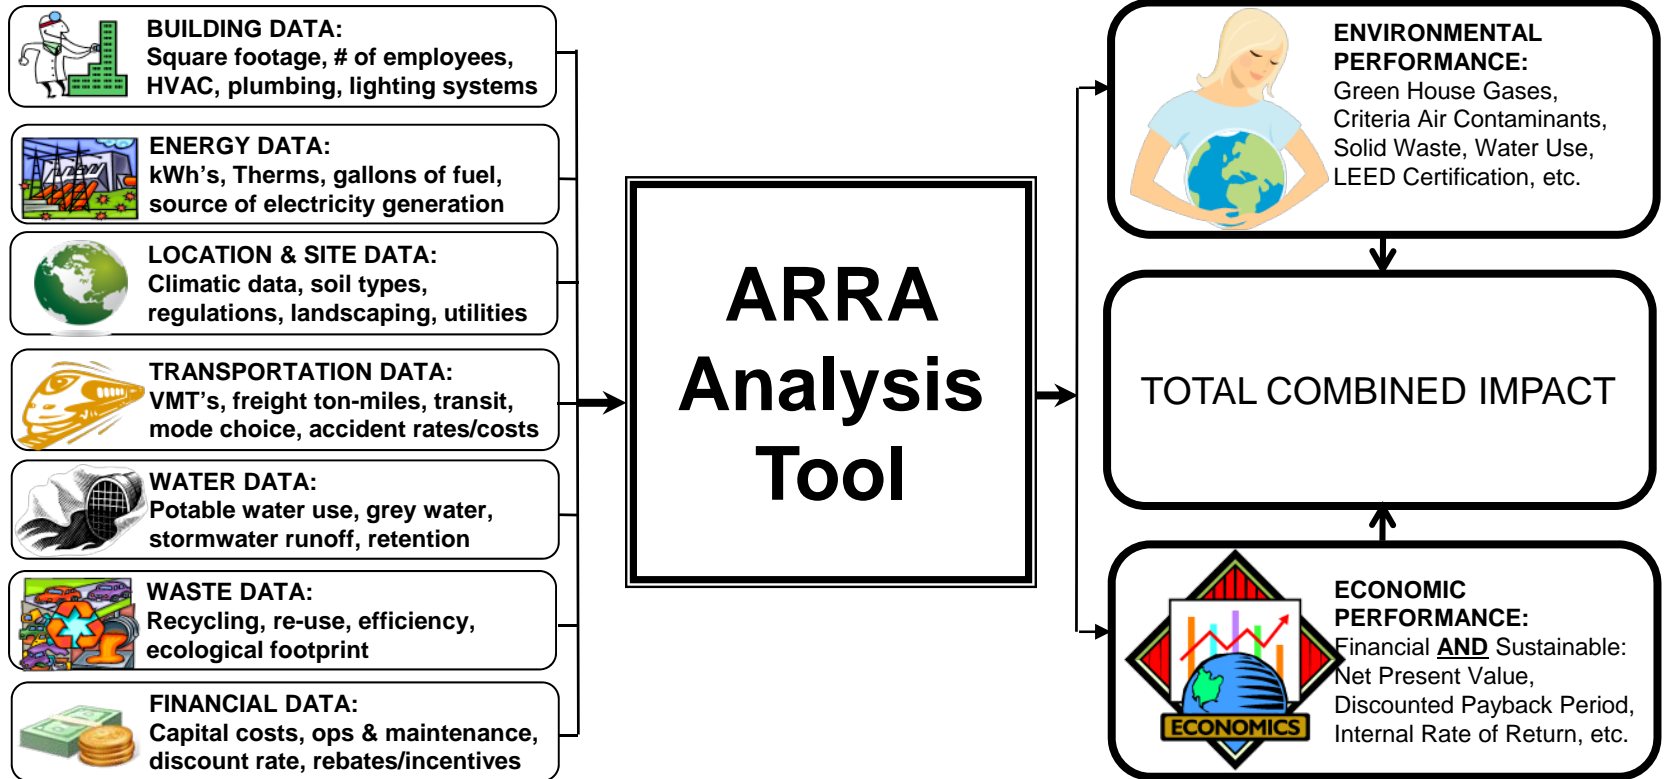 BUILDING DATA:
Square footage, # of employees,
HVAC, plumbing, lighting systems
ENERGY DATA:
kWh's, Therms, gallons of fuel,
source of electricity generation
LOCATION & SITE DATA:
Climatic data, soil types,
regulations, landscaping, utilities
TRANSPORTATION DATA:
VMT's, freight ton-miles, transit,
mode choice, accident rates/costs
WATER DATA:
Potable water use, grey water,
stormwater runoff, retention
WASTE DATA:
Recycling, re-use, efficiency,
ecological footprint
FINANCIAL DATA:
Capital costs, ops & maintenance,
discount rate, rebates/incentives
ARRA
Analysis
Tool
ENVIRONMENTAL
PERFORMANCE:
Green House Gases,
Criteria Air Contaminants,
Solid Waste, Water Use,
LEED Certification, etc.
TOTAL COMBINED IMPACT
ECONOMICS
ECONOMIC
PERFORMANCE:
Financial AND Sustainable:
Net Present Value,
Discounted Payback Period,
Internal Rate of Return, etc.